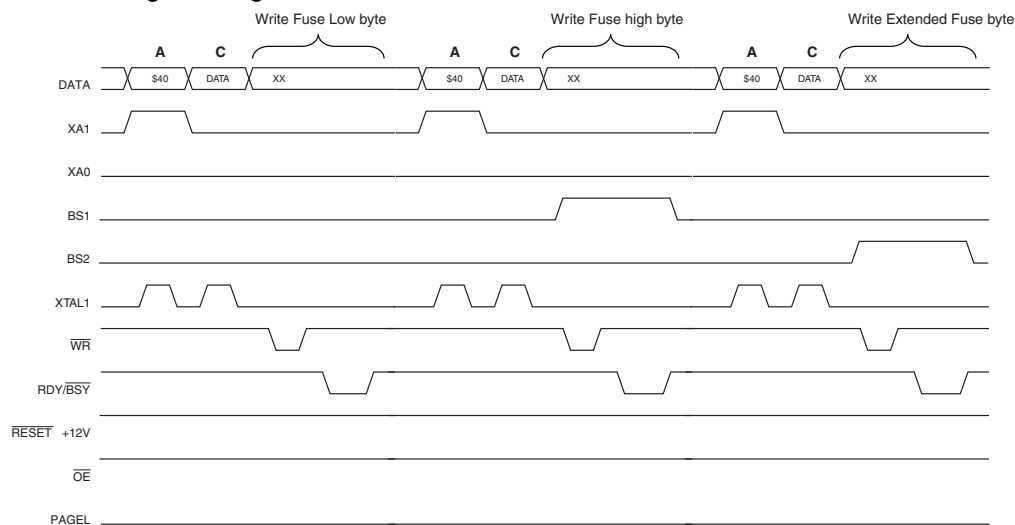 Write Fuse Low byte Write Fuse high byte Write Extended Fuse byte
A C A C A C
DATA $40 DATA XX $40 DATA XX $40 DATA XX
XA1
XA0
BS1
BS2
XTAL1
WR
RDY/BSY
RESET +12V
OE
PAGEL